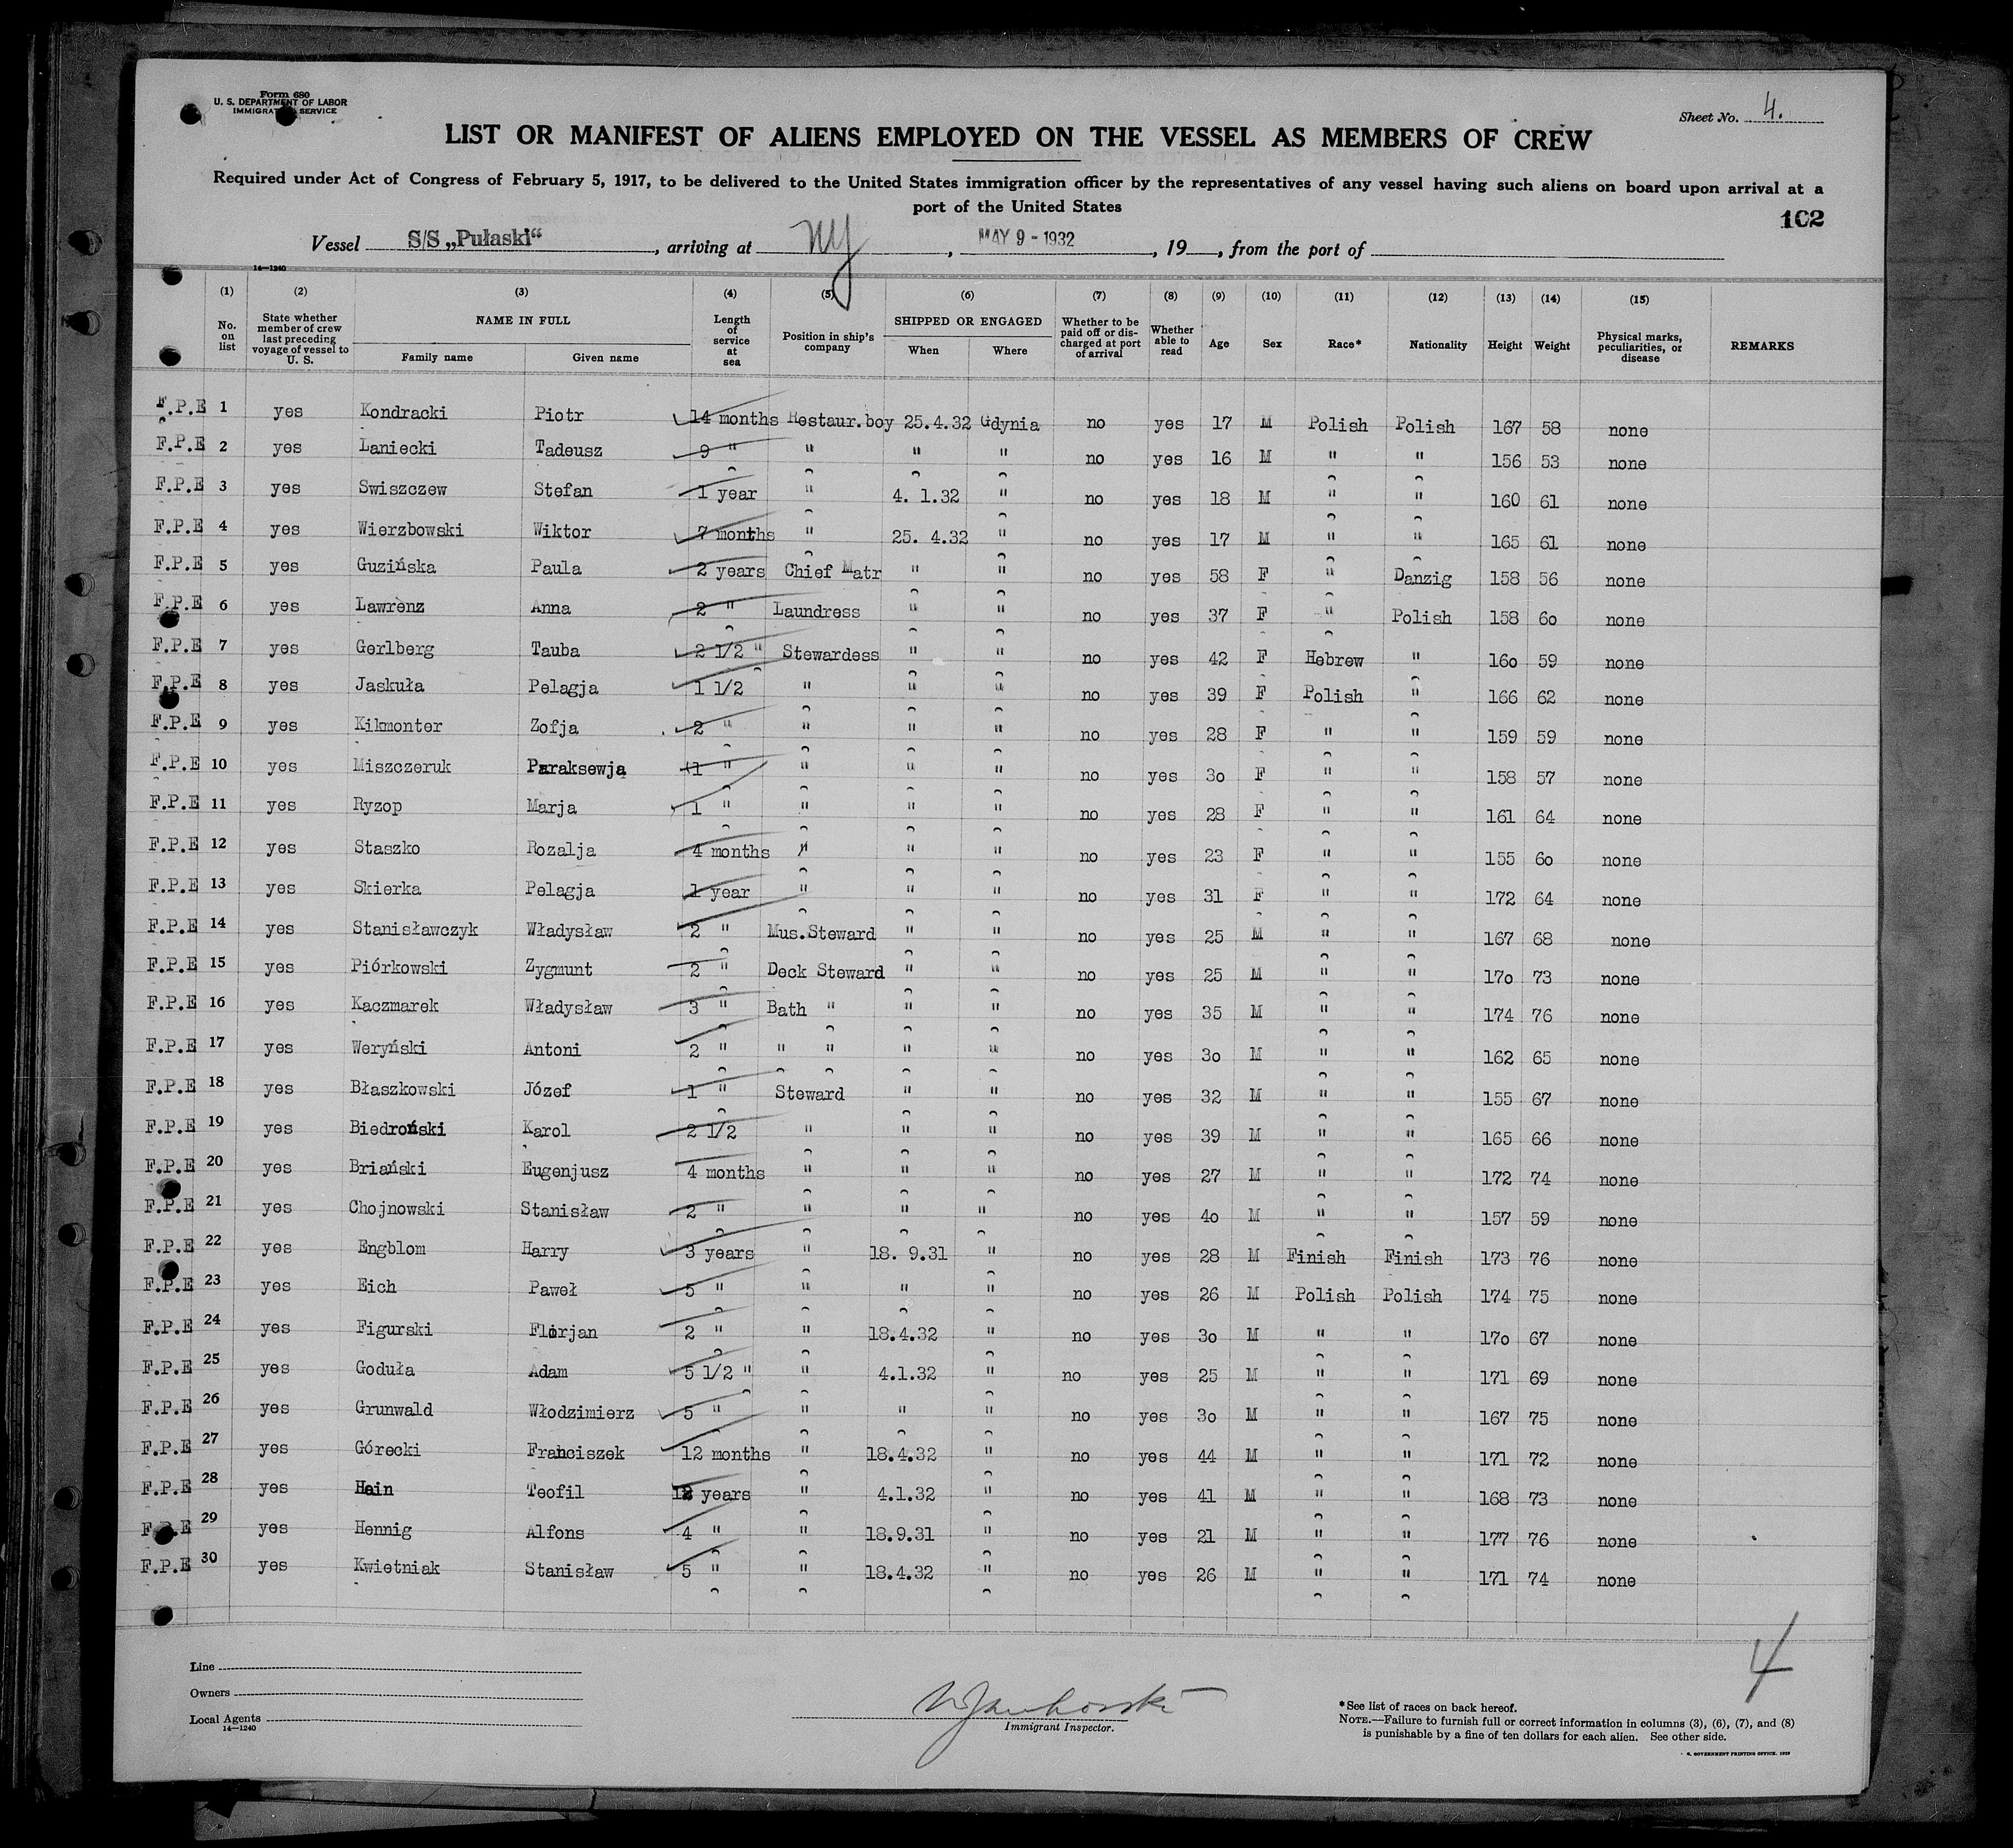 Form 680
U. S. DEPARTMENT OF LABOR
IMMIGRATION SERVICE
Sheet No. 4.
LIST OR MANIFEST OF ALIENS EMPLOYED ON THE VESSEL AS MEMBERS OF CREW
Required under Act of Congress of February 5, 1917, to be delivered to the United States immigration officer by the representatives of any vessel having such aliens on board upon arrival at a
port of the United States
102
Vessel S/S „Pułaski“, arriving at NY, MAY 9 - 1932, 19, from the port of
14—1240
(1) (2) (3) (4) (5) (6) (7) (8) (9) (10) (11) (12) (13) (14) (15)
No. on list State whether member of crew last preceding voyage of vessel to U. S. NAME IN FULL Family name Given name Length of service at sea Position in ship's company SHIPPED OR ENGAGED When Where Whether to be paid off or discharged at port of arrival Whether able to read Age Sex Race* Nationality Height Weight Physical marks, peculiarities, or disease REMARKS
F.P.E 1 yes Kondracki Piotr 14 months Restaur.boy 25.4.32 Gdynia no yes 17 M Polish Polish 167 58 none
F.P.E 2 yes Laniecki Tadeusz 9 " " " " no yes 16 M " " 156 53 none
F.P.E 3 yes Swiszczew Stefan 1 year " 4. 1.32 " no yes 18 M " " 160 61 none
F.P.E 4 yes Wierzbowski Wiktor 7 months " 25. 4.32 " no yes 17 M " " 165 61 none
F.P.E 5 yes Guzińska Paula 2 years Chief Matr " " no yes 58 F " Danzig 158 56 none
F.P.E 6 yes Lawrenz Anna 2 " Laundress " " no yes 37 F " Polish 158 60 none
F.P.E 7 yes Gerlberg Tauba 2 1/2 " Stewardess " " no yes 42 F Hebrew " 160 59 none
F.P.E 8 yes Jaskuła Pelagja 1 1/2 " " " no yes 39 F Polish " 166 62 none
F.P.E 9 yes Kikmonter Zofja 2 " " " " no yes 28 F " " 159 59 none
F.P.E 10 yes Miszczeruk Paraksewja 1 " " " " no yes 30 F " " 158 57 none
F.P.E 11 yes Ryzop Marja 1 " " " " no yes 28 F " " 161 64 none
F.P.E 12 yes Staszko Rozalja 4 months " " " no yes 23 F " " 155 60 none
F.P.E 13 yes Skierka Pelagja 1 year " " " no yes 31 F " " 172 64 none
F.P.E 14 yes Stanisławczyk Władysław 2 " Mus.Steward " " no yes 25 M " " 167 68 none
F.P.E 15 yes Piórkowski Zygmunt 2 " Deck Steward " " no yes 25 M " " 170 73 none
F.P.E 16 yes Kaczmarek Władysław 3 " Bath " " " no yes 35 M " " 174 76 none
F.P.E 17 yes Weryński Antoni 2 " " " " " no yes 30 M " " 162 65 none
F.P.E 18 yes Błaszkowski Józef 1 " Steward " " no yes 32 M " " 155 67 none
F.P.E 19 yes Biedroński Karol 2 1/2 " " " no yes 39 M " " 165 66 none
F.P.E 20 yes Briański Eugenjusz 4 months " " " no yes 27 M " " 172 74 none
F.P.E 21 yes Chojnowski Stanisław 2 " " " " no yes 40 M " " 157 59 none
F.P.E 22 yes Engblom Harry 3 years " 18. 9.31 " no yes 28 M Finish Finish 173 76 none
F.P.E 23 yes Eich Paweł 5 " " " " no yes 26 M Polish Polish 174 75 none
F.P.E 24 yes Figurski Florjan 2 " " 18.4.32 " no yes 30 M " " 170 67 none
F.P.E 25 yes Goduła Adam 5 1/2 " " 4.1.32 " no yes 25 M " " 171 69 none
F.P.E 26 yes Grunwald Włodzimierz 5 " " " " no yes 30 M " " 167 75 none
F.P.E 27 yes Górecki Franciszek 12 months " 18.4.32 " no yes 44 M " " 171 72 none
F.P.E 28 yes Hein Teofil 12 years " 4.1.32 " no yes 41 M " " 168 73 none
F.P.E 29 yes Hennig Alfons 4 " " 18.9.31 " no yes 21 M " " 177 76 none
F.P.E 30 yes Kwietniak Stanisław 5 " " 18.4.32 " no yes 26 M " " 171 74 none
4
Line
Owners
Local Agents
14—1240
Immigrant Inspector.
*See list of races on back hereof.
NOTE.—Failure to furnish full or correct information in columns (3), (6), (7), and (8)
is punishable by a fine of ten dollars for each alien. See other side.
GOVERNMENT PRINTING OFFICE. 1929